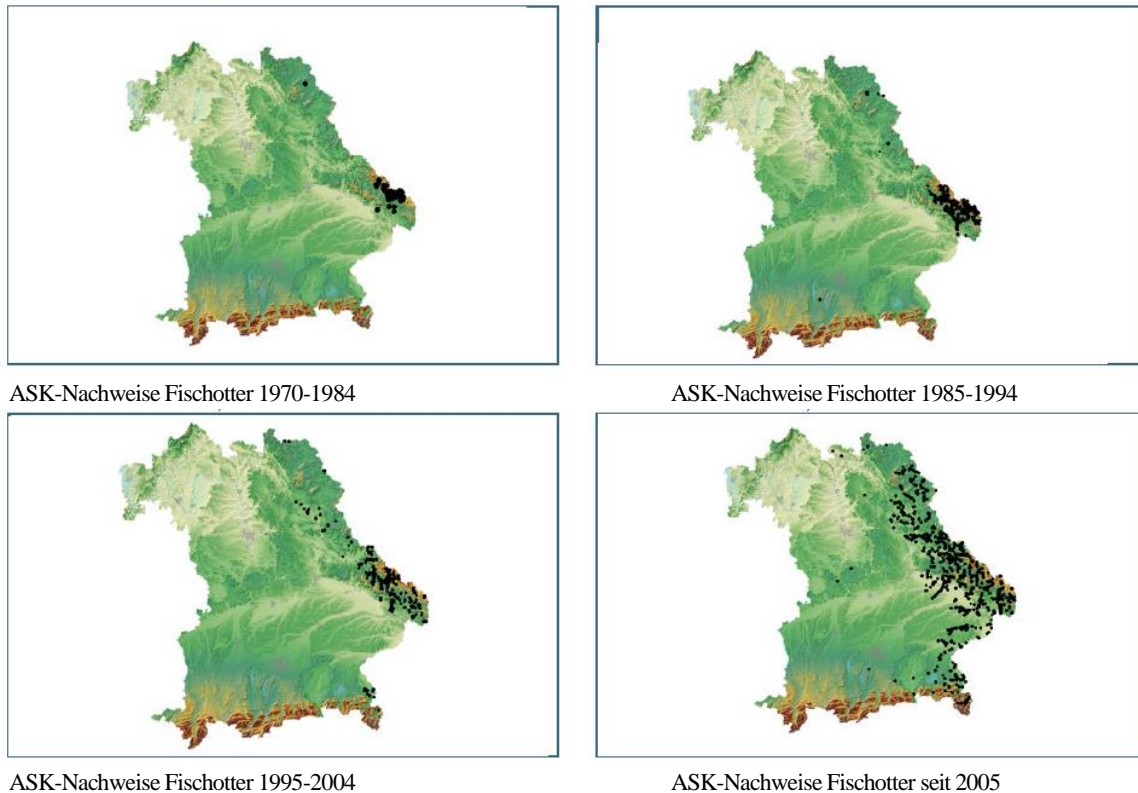 ASK-Nachweise Fischotter 1970-1984
ASK-Nachweise Fischotter 1985-1994
ASK-Nachweise Fischotter 1995-2004
ASK-Nachweise Fischotter seit 2005